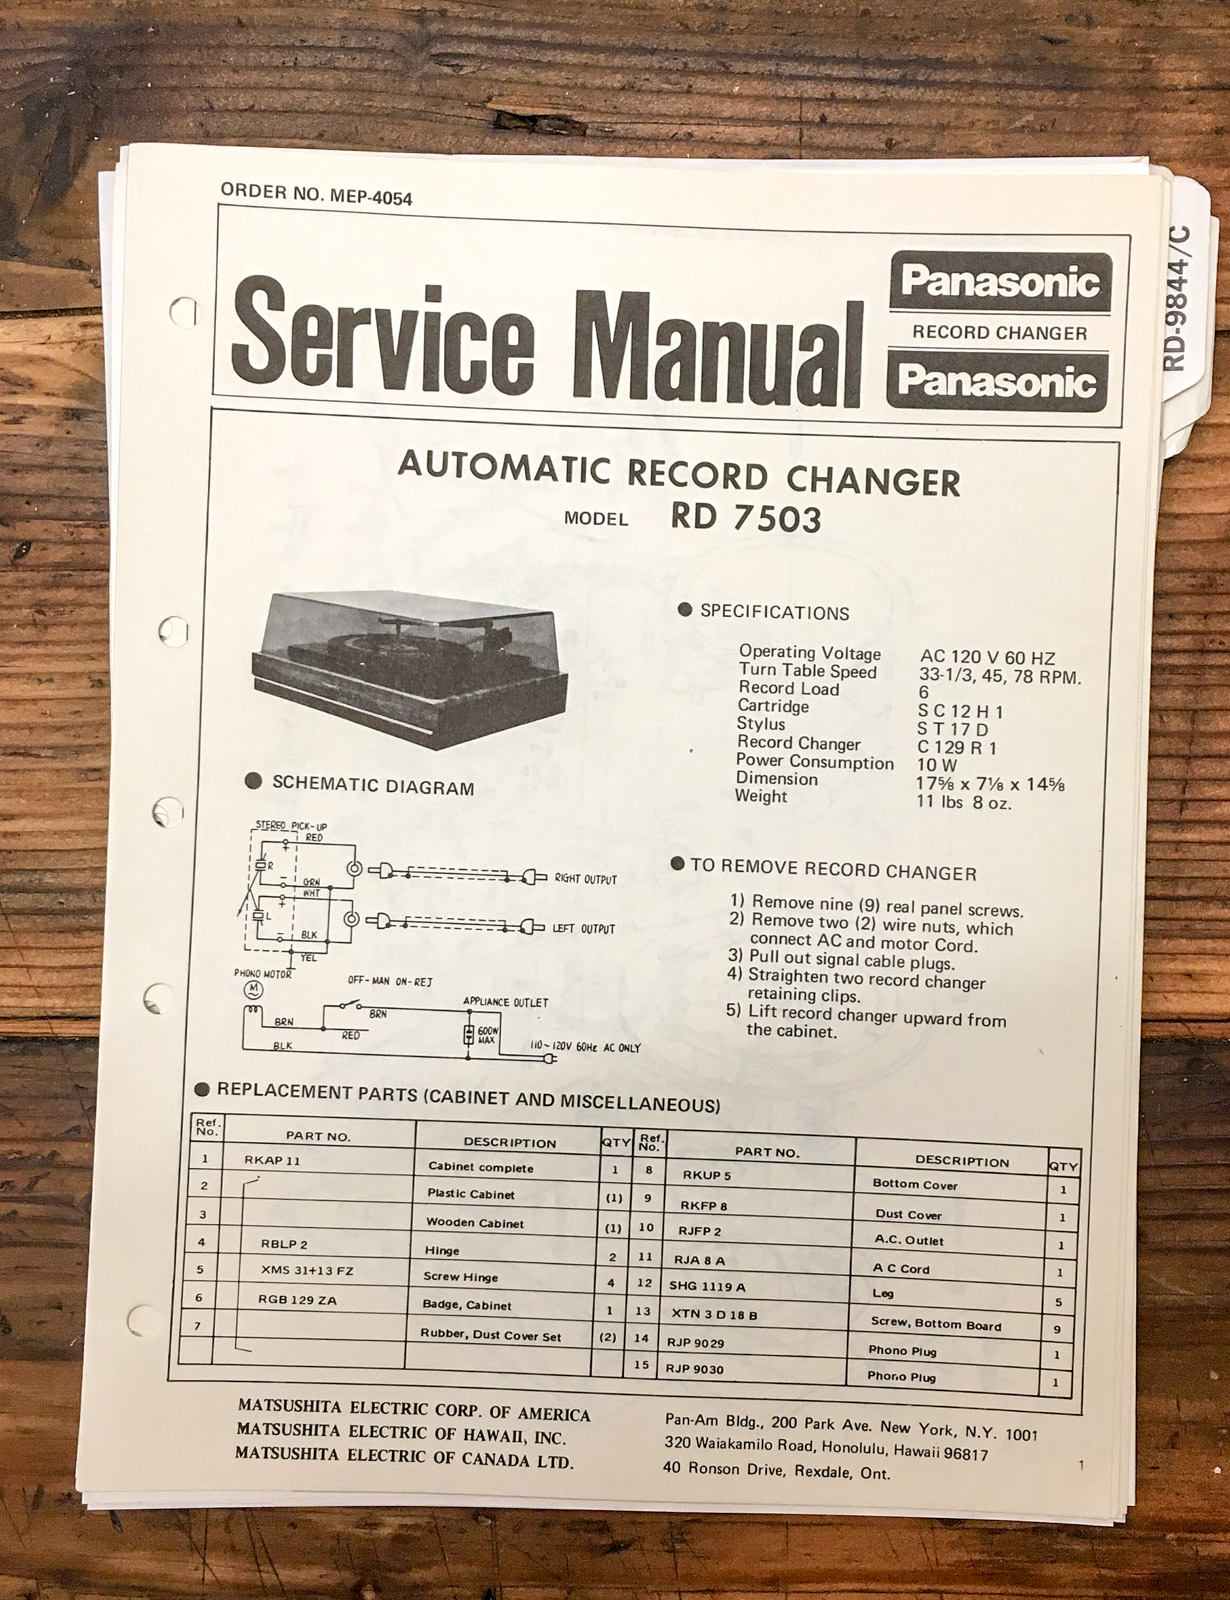 ORDER NO. MEP-4054
Service Manual
Panasonic
RECORD CHANGER
Panasonic
RD-9844/C
AUTOMATIC RECORD CHANGER
MODEL RD 7503
● SPECIFICATIONS
Operating Voltage AC 120 V 60 HZ
Turn Table Speed 33-1/3, 45, 78 RPM.
Record Load 6
Cartridge S C 12 H 1
Stylus S T 17 D
Record Changer C 129 R 1
Power Consumption 10 W
Dimension 17⅝ x 7⅛ x 14⅝
Weight 11 lbs 8 oz.
● SCHEMATIC DIAGRAM
STEREO PICK-UP
RED
R
GRN
WHT
L
BLK
YEL
RIGHT OUTPUT
LEFT OUTPUT
PHONO MOTOR
M
OFF-MAN ON-REJ
BRN
BRN
RED
BLK
APPLIANCE OUTLET
600W
MAX
110~120V 60Hz AC ONLY
● TO REMOVE RECORD CHANGER
1) Remove nine (9) real panel screws.
2) Remove two (2) wire nuts, which
connect AC and motor Cord.
3) Pull out signal cable plugs.
4) Straighten two record changer
retaining clips.
5) Lift record changer upward from
the cabinet.
● REPLACEMENT PARTS (CABINET AND MISCELLANEOUS)
Ref. No. PART NO. DESCRIPTION QTY Ref. No. PART NO. DESCRIPTION QTY
1 RKAP 11 Cabinet complete 1 8 RKUP 5 Bottom Cover 1
2 Plastic Cabinet (1) 9 RKFP 8 Dust Cover 1
3 Wooden Cabinet (1) 10 RJFP 2 A.C. Outlet 1
4 RBLP 2 Hinge 2 11 RJA 8 A A C Cord 1
5 XMS 31+13 FZ Screw Hinge 4 12 SHG 1119 A Leg 5
6 RGB 129 ZA Badge, Cabinet 1 13 XTN 3 D 18 B Screw, Bottom Board 9
7 Rubber, Dust Cover Set (2) 14 RJP 9029 Phono Plug 1
15 RJP 9030 Phono Plug 1
MATSUSHITA ELECTRIC CORP. OF AMERICA Pan-Am Bldg., 200 Park Ave. New York, N.Y. 1001
MATSUSHITA ELECTRIC OF HAWAII, INC. 320 Waiakamilo Road, Honolulu, Hawaii 96817
MATSUSHITA ELECTRIC OF CANADA LTD. 40 Ronson Drive, Rexdale, Ont.
1